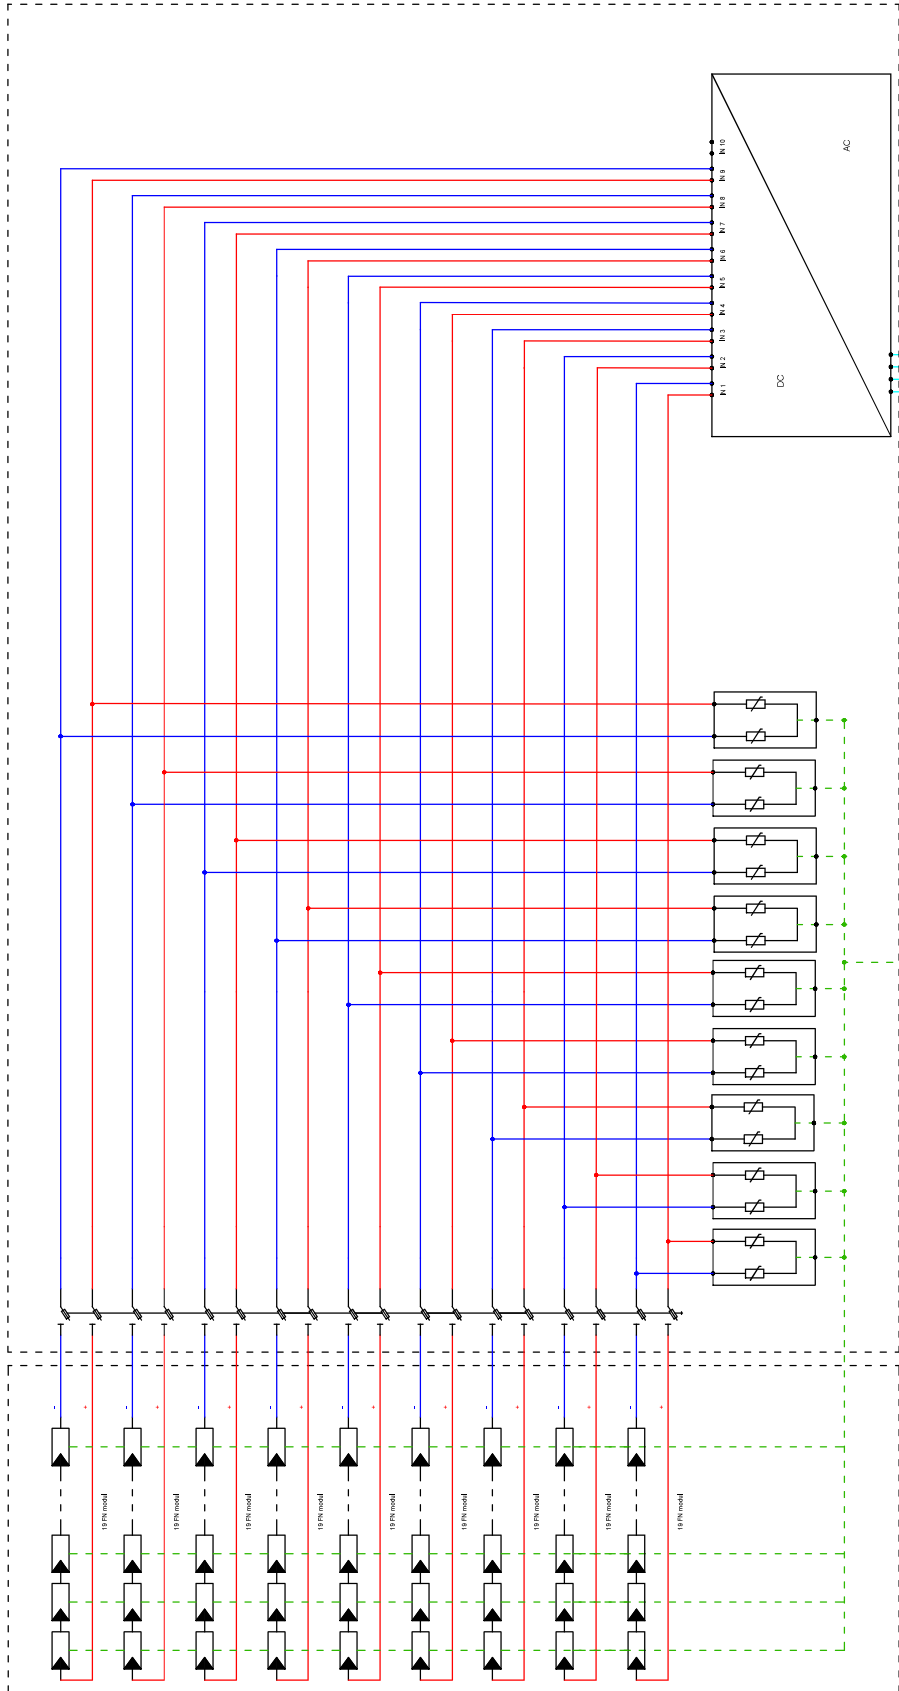 AC
IN 10
IN 9
IN 8
IN 7
IN 6
IN 5
IN 4
IN 3
IN 2
IN 1
DC
- + - + - + - + - + - + - + - + - +
19 FN modul
19 FN modul
19 FN modul
19 FN modul
19 FN modul
19 FN modul
19 FN modul
19 FN modul
19 FN modul